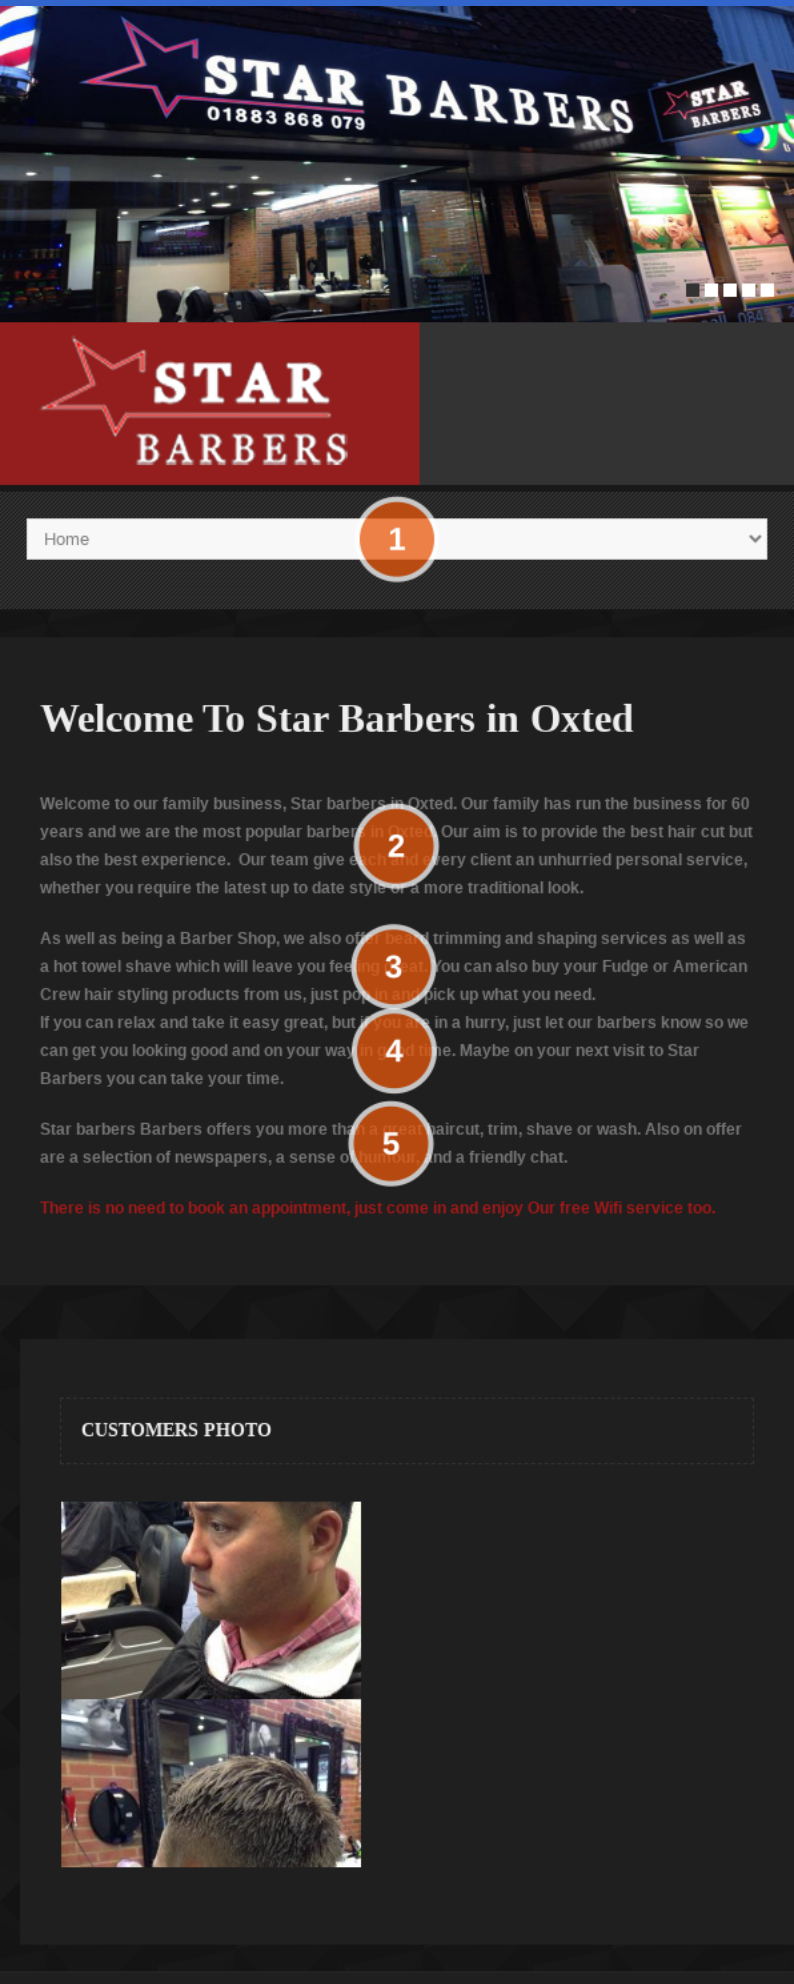 STAR BARBERS
01883 868 079
STAR
BARBERS
STAR
BARBERS
Home
1
Welcome To Star Barbers in Oxted
Welcome to our family business, Star barbers in Oxted. Our family has run the business for 60
years and we are the most popular barbers in Oxted. Our aim is to provide the best hair cut but
also the best experience.  Our team give each and every client an unhurried personal service,
whether you require the latest up to date style or a more traditional look.
2
As well as being a Barber Shop, we also offer beard trimming and shaping services as well as
a hot towel shave which will leave you feeling great. You can also buy your Fudge or American
Crew hair styling products from us, just pop in and pick up what you need.
3
If you can relax and take it easy great, but if you are in a hurry, just let our barbers know so we
can get you looking good and on your way in good time. Maybe on your next visit to Star
Barbers you can take your time.
4
Star barbers Barbers offers you more than a great haircut, trim, shave or wash. Also on offer
are a selection of newspapers, a sense of humour, and a friendly chat.
5
There is no need to book an appointment, just come in and enjoy Our free Wifi service too.
CUSTOMERS PHOTO